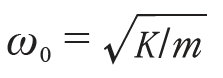 ω₀ = √K/m